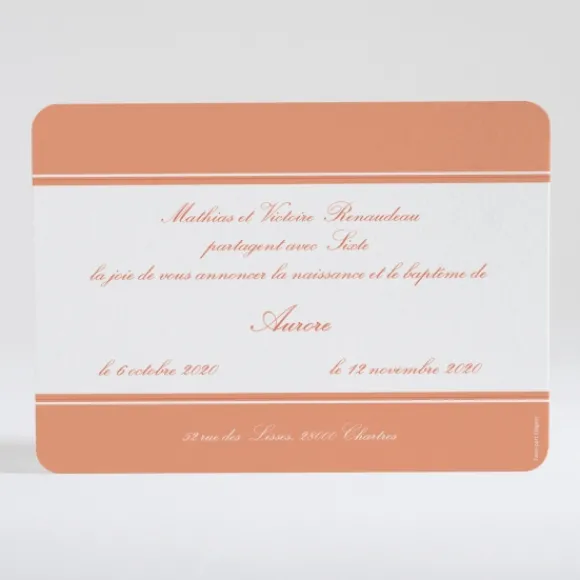 Mathias et Victoire Renaudeau
partagent avec Sixte
la joie de vous annoncer la naissance et le baptême de
Aurore
le 6 octobre 2020 le 12 novembre 2020
52 rue des Lisses, 28000 Chartres